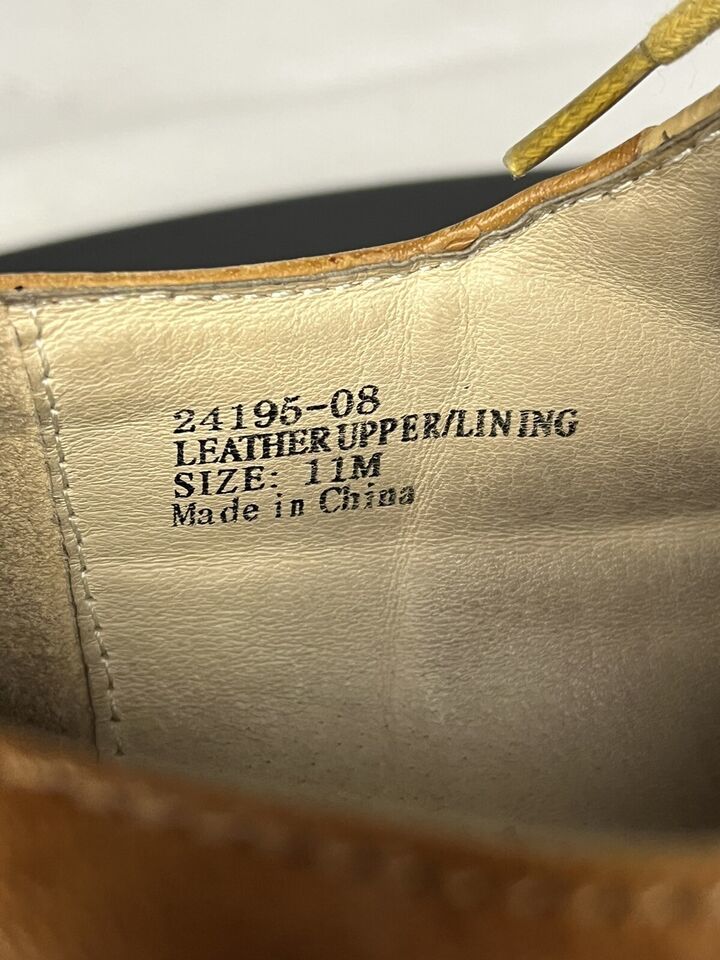 24195-08
LEATHER UPPER/LINING
SIZE: 11M
Made in China